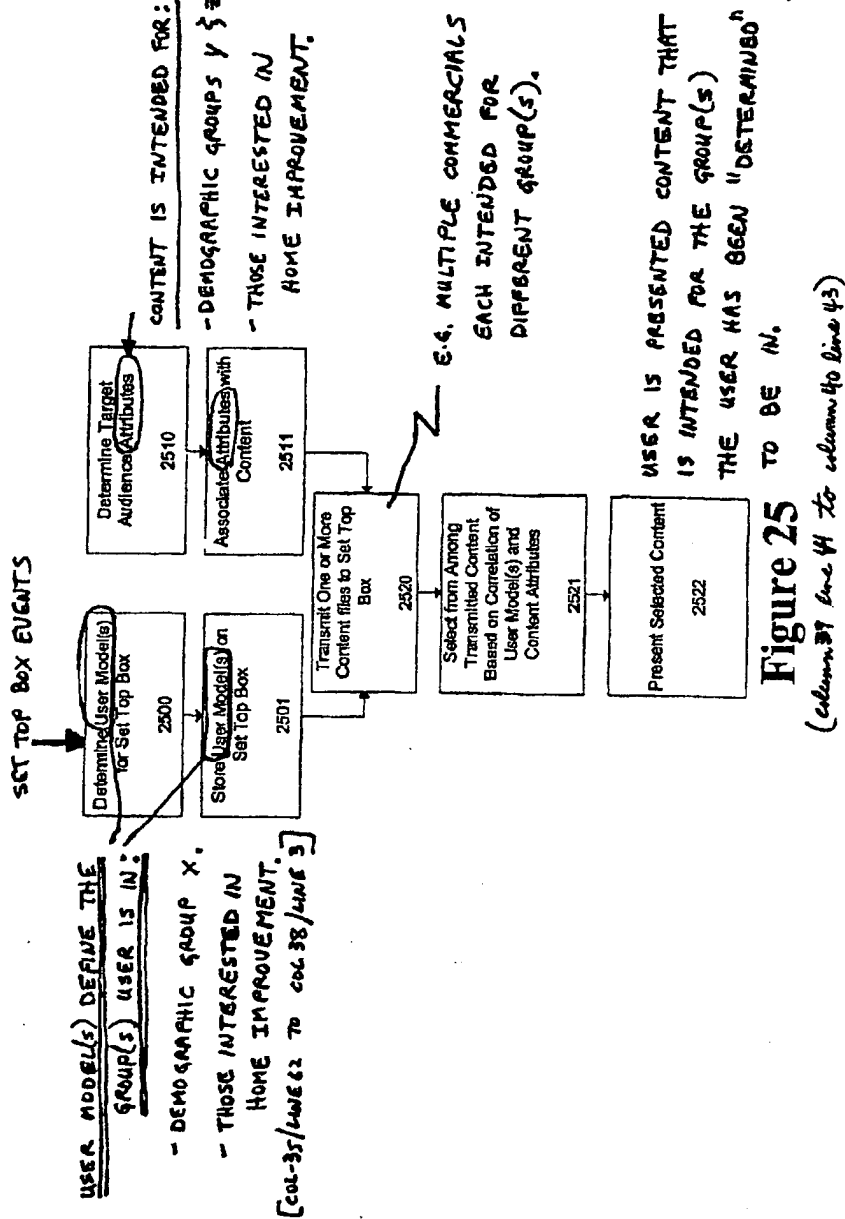 SET TOP BOX EVENTS
USER MODEL(S) DEFINE THE
GROUP(S) USER IS IN:
- DEMOGRAPHIC GROUP X.
- THOSE INTERESTED IN
HOME IMPROVEMENT.
[COL-35/LINE 62 TO COL 38/LINE 3]
Determine User Model(s)
for Set Top Box
2500
Store User Model(s) on
Set Top Box
2501
Determine Target
Audience Attributes
2510
Associate Attributes with
Content
2511
CONTENT IS INTENDED FOR:
- DEMOGRAPHIC GROUPS Y & Z
- THOSE INTERESTED IN
HOME IMPROVEMENT.
Transmit One or More
Content files to Set Top
Box
2520
E.G. MULTIPLE COMMERCIALS
EACH INTENDED FOR
DIFFERENT GROUP(S).
Select from Among
Transmitted Content
Based on Correlation of
User Model(s) and
Content Attributes
2521
Present Selected Content
2522
USER IS PRESENTED CONTENT THAT
IS INTENDED FOR THE GROUP(S)
THE USER HAS BEEN "DETERMINED"
TO BE IN.
Figure 25
(column 39 line 44 to column 40 line 43)